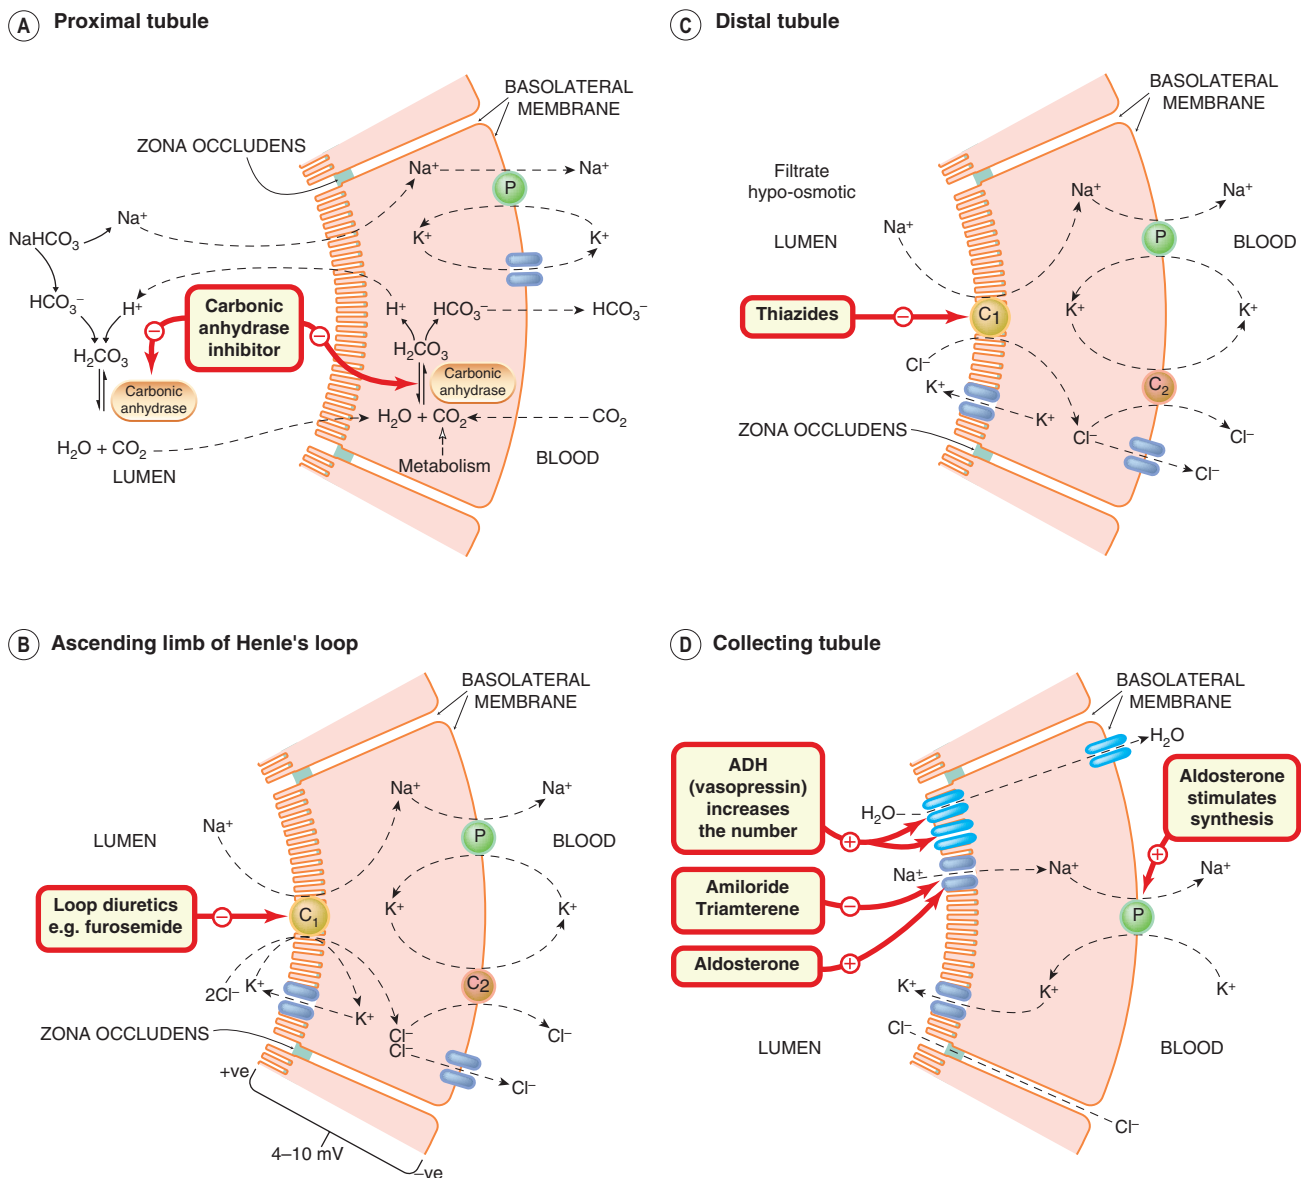 A Proximal tubule
BASOLATERAL
MEMBRANE
ZONA OCCLUDENS
Na⁺
Na⁺
P
Na⁺
NaHCO₃
K⁺
K⁺
HCO₃⁻
H⁺
Carbonic
anhydrase
inhibitor
−
−
H⁺
HCO₃⁻
HCO₃⁻
H₂CO₃
H₂CO₃
Carbonic
anhydrase
Carbonic
anhydrase
H₂O + CO₂
CO₂
H₂O + CO₂
Metabolism
LUMEN
BLOOD
B Ascending limb of Henle's loop
BASOLATERAL
MEMBRANE
Na⁺
Na⁺
Na⁺
LUMEN
P
BLOOD
Loop diuretics
e.g. furosemide
−
C₁
K⁺
K⁺
2Cl⁻
K⁺
C2
K⁺
ZONA OCCLUDENS
Cl⁻
Cl⁻
Cl⁻
Cl⁻
+ve
4–10 mV
–ve
C Distal tubule
BASOLATERAL
MEMBRANE
Filtrate
hypo-osmotic
Na⁺
Na⁺
Na⁺
LUMEN
P
BLOOD
Thiazides
−
C1
K⁺
K⁺
Cl⁻
K⁺
K⁺
C₂
ZONA OCCLUDENS
Cl⁻
Cl⁻
Cl⁻
D Collecting tubule
BASOLATERAL
MEMBRANE
H₂O
ADH
(vasopressin)
increases
the number
+
H₂O
Aldosterone
stimulates
synthesis
+
Na⁺
Na⁺
Na⁺
Amiloride
Triamterene
−
P
Aldosterone
+
K⁺
K⁺
K⁺
Cl⁻
LUMEN
BLOOD
Cl⁻